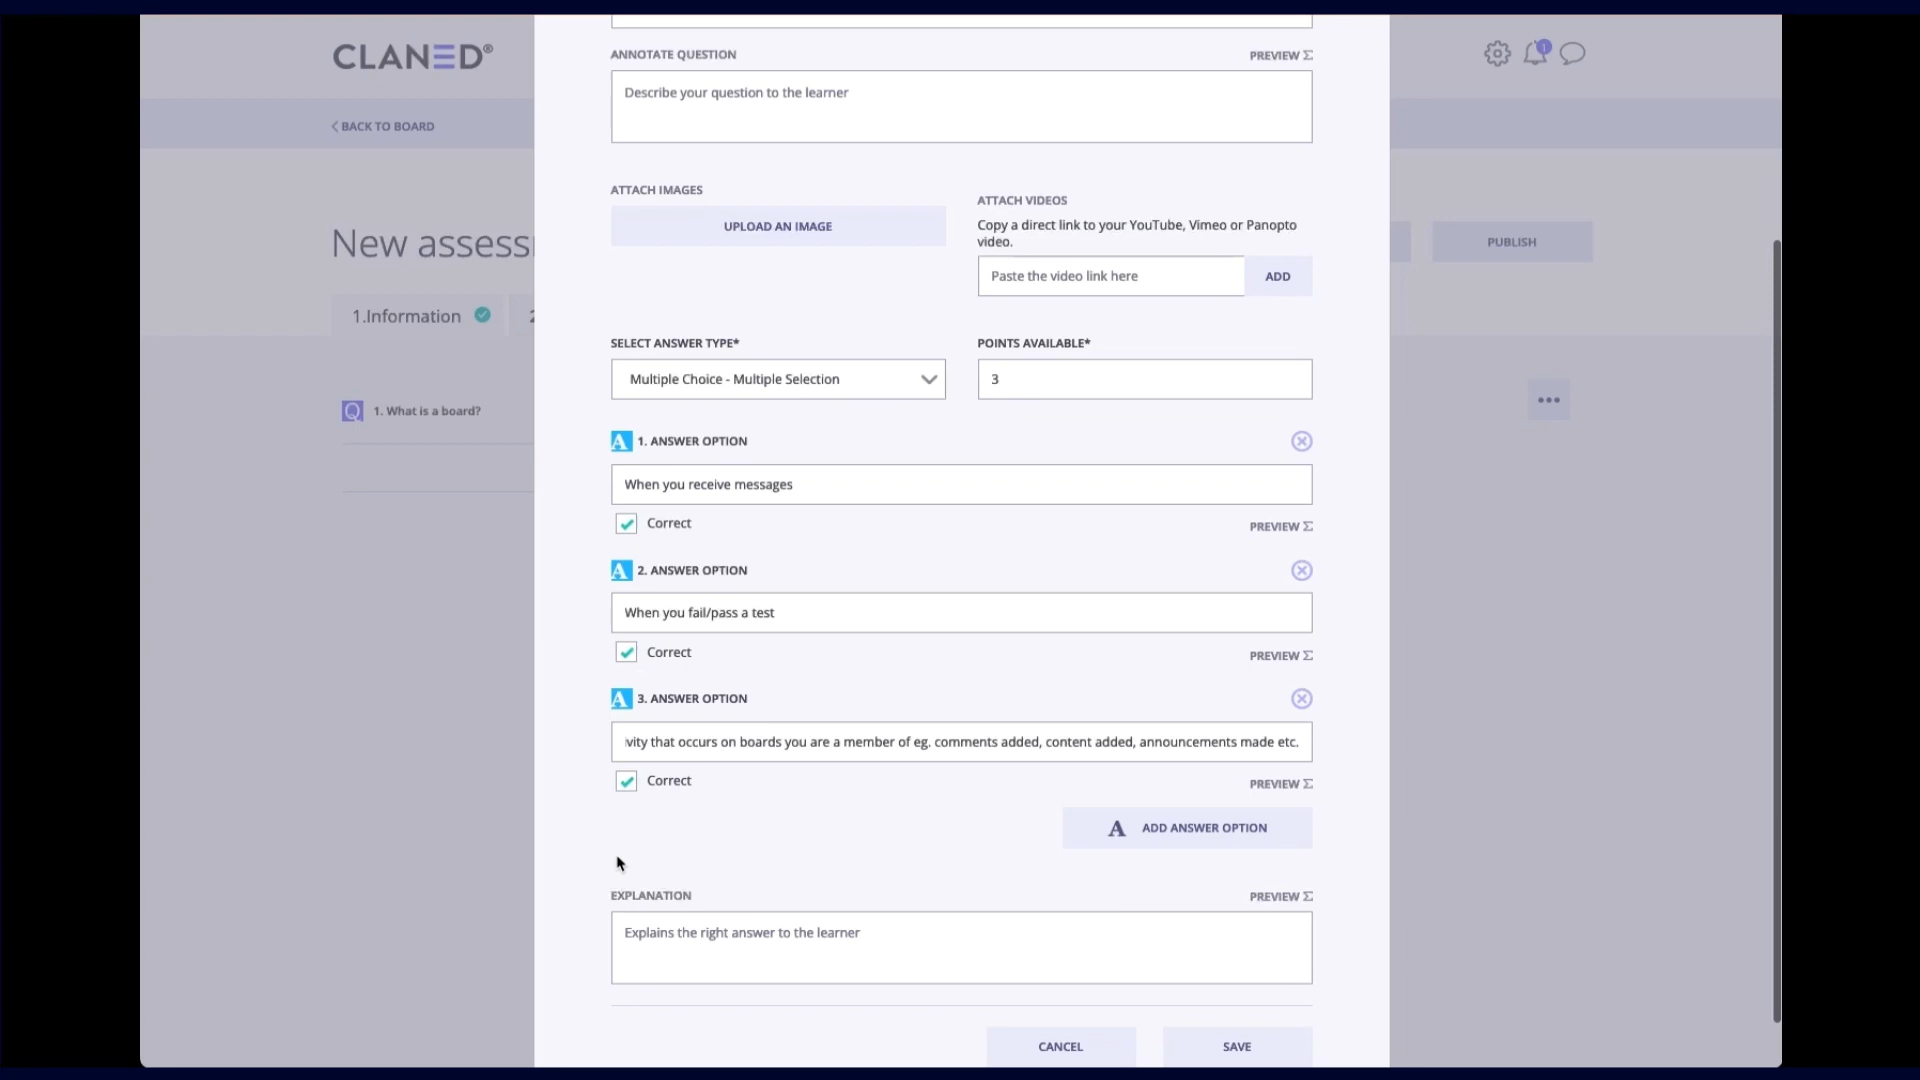 CLANED®
1
BACK TO BOARD
New assess
PUBLISH
1.Information
Q 1. What is a board?
ANNOTATE QUESTION
PREVIEW Σ
Describe your question to the learner
ATTACH IMAGES
UPLOAD AN IMAGE
ATTACH VIDEOS
Copy a direct link to your YouTube, Vimeo or Panopto
video.
Paste the video link here
ADD
SELECT ANSWER TYPE*
Multiple Choice - Multiple Selection
POINTS AVAILABLE*
3
A 1. ANSWER OPTION
When you receive messages
Correct
PREVIEW Σ
A 2. ANSWER OPTION
When you fail/pass a test
Correct
PREVIEW Σ
A 3. ANSWER OPTION
vity that occurs on boards you are a member of eg. comments added, content added, announcements made etc.
Correct
PREVIEW Σ
A ADD ANSWER OPTION
EXPLANATION
PREVIEW Σ
Explains the right answer to the learner
CANCEL
SAVE